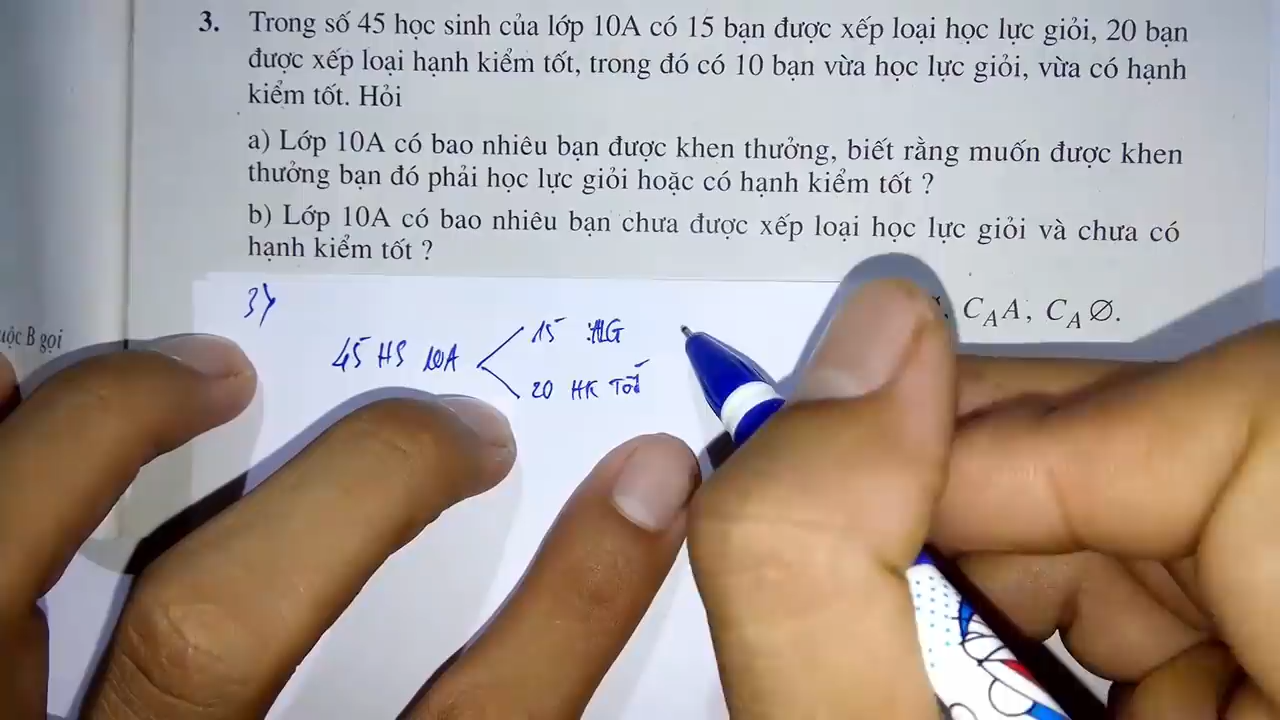 3. Trong số 45 học sinh của lớp 10A có 15 bạn được xếp loại học lực giỏi, 20 bạn
được xếp loại hạnh kiểm tốt, trong đó có 10 bạn vừa học lực giỏi, vừa có hạnh
kiểm tốt. Hỏi
a) Lớp 10A có bao nhiêu bạn được khen thưởng, biết rằng muốn được khen
thưởng bạn đó phải học lực giỏi hoặc có hạnh kiểm tốt ?
b) Lớp 10A có bao nhiêu bạn chưa được xếp loại học lực giỏi và chưa có
hạnh kiểm tốt ?
C_A A, C_A ∅.
B gọi
3)
15
45 HS 10A
20 HK Tốt